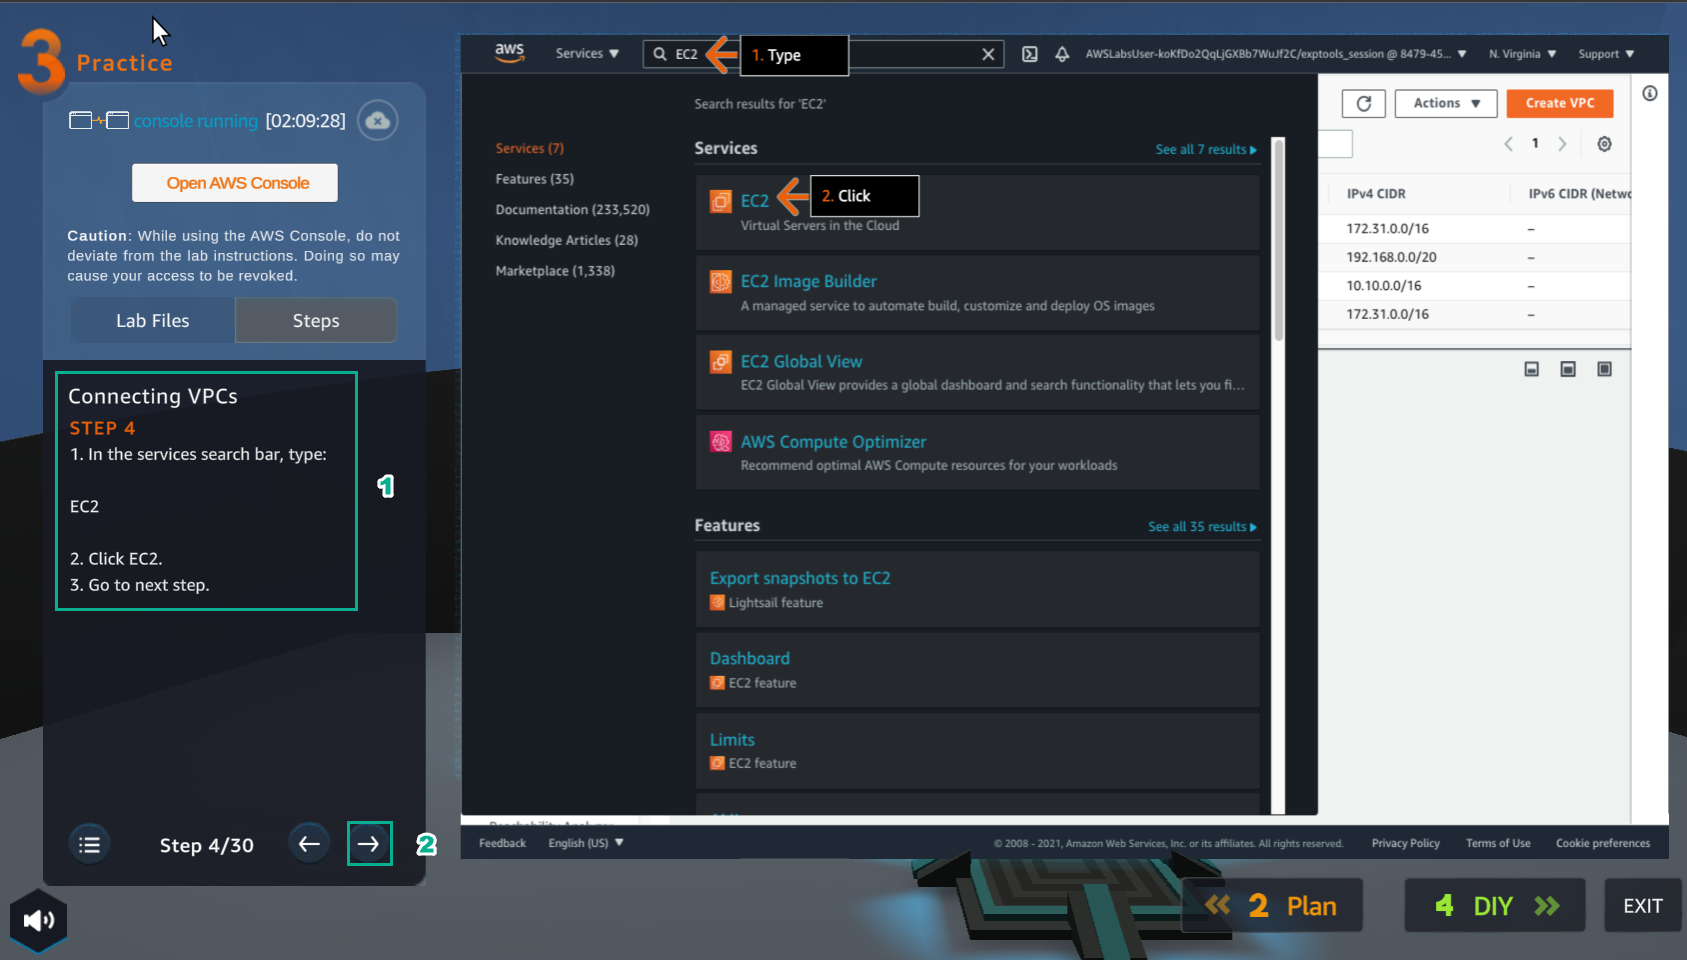 3 Practice
console running [02:09:28]
Open AWS Console
Caution: While using the AWS Console, do not
deviate from the lab instructions. Doing so may
cause your access to be revoked.
Lab Files
Steps
Connecting VPCs
STEP 4
1. In the services search bar, type:
EC2
2. Click EC2.
3. Go to next step.
1
Step 4/30
2
aws
Services
EC2
1. Type
AWSLabsUser-koKfDo2QqLjGXBb7WuJf2C/exptools_session @ 8479-45...
N. Virginia
Support
Search results for 'EC2'
Services (7)
Features (35)
Documentation (233,520)
Knowledge Articles (28)
Marketplace (1,338)
Services
See all 7 results
EC2
2. Click
Virtual Servers in the Cloud
EC2 Image Builder
A managed service to automate build, customize and deploy OS images
EC2 Global View
EC2 Global View provides a global dashboard and search functionality that lets you fi...
AWS Compute Optimizer
Recommend optimal AWS Compute resources for your workloads
Features
See all 35 results
Export snapshots to EC2
Lightsail feature
Dashboard
EC2 feature
Limits
EC2 feature
Actions
Create VPC
1
IPv4 CIDR
IPv6 CIDR (Netwo
172.31.0.0/16 –
192.168.0.0/20 –
10.10.0.0/16 –
172.31.0.0/16 –
Feedback
English (US)
© 2008 - 2021, Amazon Web Services, Inc. or its affiliates. All rights reserved.
Privacy Policy
Terms of Use
Cookie preferences
2 Plan
4 DIY
EXIT